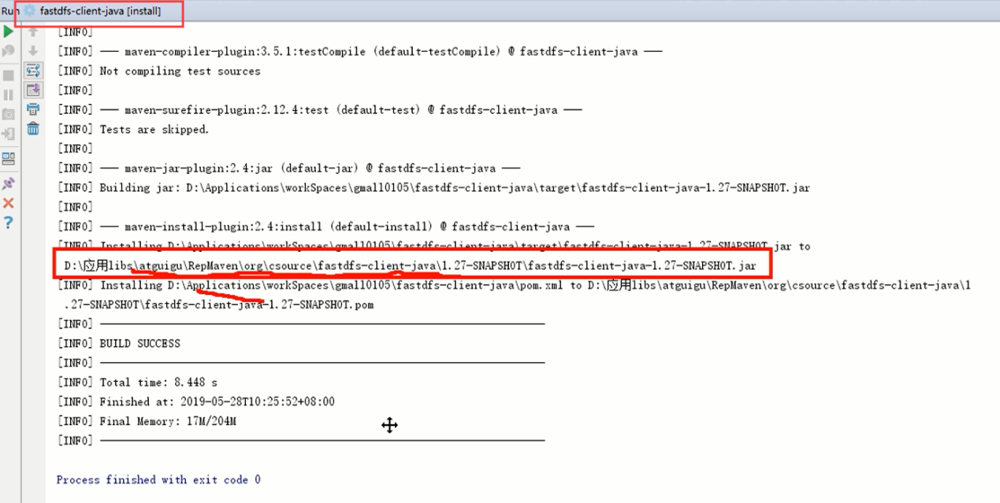 Run fastdfs-client-java [install]
[INFO]
[INFO] --- maven-compiler-plugin:3.5.1:testCompile (default-testCompile) @ fastdfs-client-java ---
[INFO] Not compiling test sources
[INFO]
[INFO] --- maven-surefire-plugin:2.12.4:test (default-test) @ fastdfs-client-java ---
[INFO] Tests are skipped.
[INFO]
[INFO] --- maven-jar-plugin:2.4:jar (default-jar) @ fastdfs-client-java ---
[INFO] Building jar: D:\Applications\workSpaces\gmall0105\fastdfs-client-java\target\fastdfs-client-java-1.27-SNAPSHOT.jar
[INFO]
[INFO] --- maven-install-plugin:2.4:install (default-install) @ fastdfs-client-java ---
[INFO] Installing D:\Applications\workSpaces\gmall0105\fastdfs-client-java\target\fastdfs-client-java-1.27-SNAPSHOT.jar to
D:\应用libs\atguigu\RepMaven\org\csource\fastdfs-client-java\1.27-SNAPSHOT\fastdfs-client-java-1.27-SNAPSHOT.jar
[INFO] Installing D:\Applications\workSpaces\gmall0105\fastdfs-client-java\pom.xml to D:\应用libs\atguigu\RepMaven\org\csource\fastdfs-client-java\1
.27-SNAPSHOT\fastdfs-client-java-1.27-SNAPSHOT.pom
[INFO]
[INFO] BUILD SUCCESS
[INFO]
[INFO] Total time: 8.448 s
[INFO] Finished at: 2019-05-28T10:25:52+08:00
[INFO] Final Memory: 17M/204M
[INFO]
Process finished with exit code 0